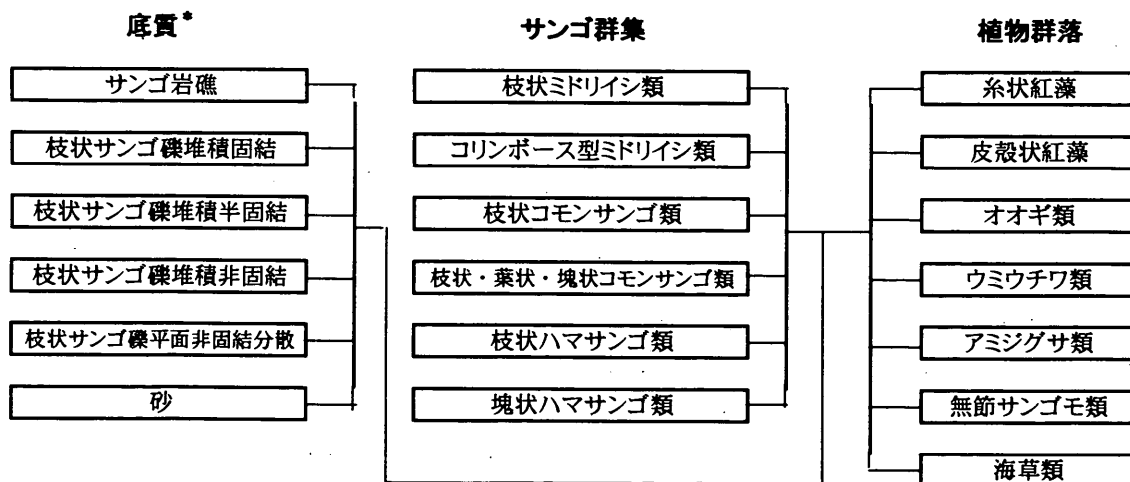 底質*
サンゴ岩礁
枝状サンゴ礫堆積固結
枝状サンゴ礫堆積半固結
枝状サンゴ礫堆積非固結
枝状サンゴ礫平面非固結分散
砂
サンゴ群集
枝状ミドリイシ類
コリンボース型ミドリイシ類
枝状コモンサンゴ類
枝状・葉状・塊状コモンサンゴ類
枝状ハマサンゴ類
塊状ハマサンゴ類
植物群落
糸状紅藻
皮殻状紅藻
オオギ類
ウミウチワ類
アミジグサ類
無節サンゴモ類
海草類